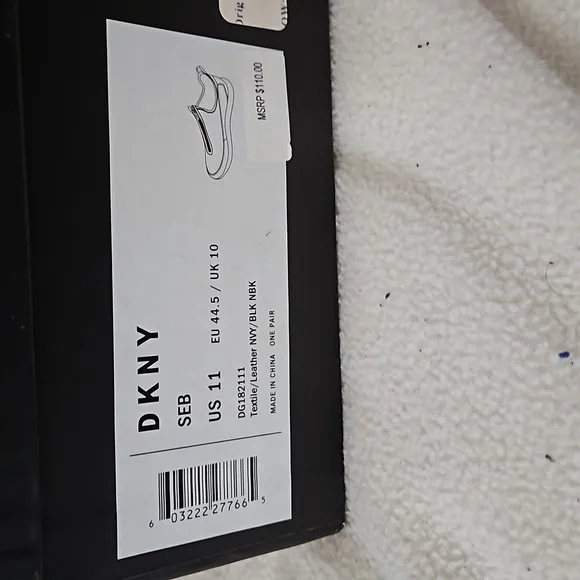 Orig
MSRP $110.00
DKNY
SEB
US 11 EU 44.5 / UK 10
DG182111
Textile/Leather NVY/BLK NBK
MADE IN CHINA ONE PAIR
6 03222 27766 5